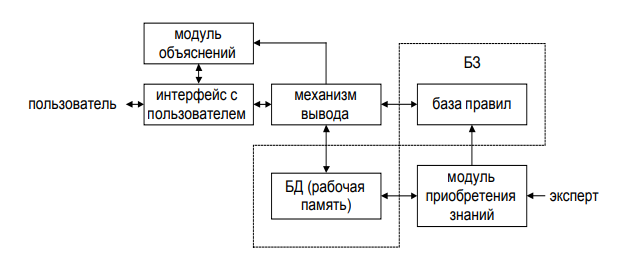 модуль
объяснений
БЗ
пользователь
интерфейс с
пользователем
механизм
вывода
база правил
БД (рабочая
память)
модуль
приобретения
знаний
эксперт